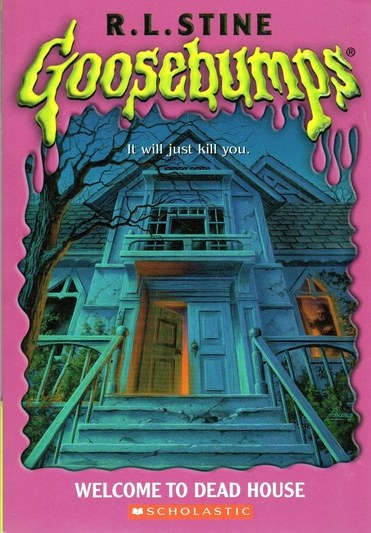 R.L.STINE
Goosebumps®
It will just kill you.
WELCOME TO DEAD HOUSE
SCHOLASTIC